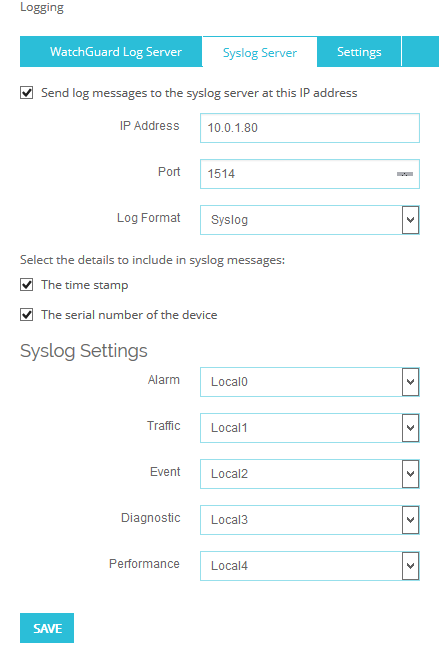 Logging
WatchGuard Log Server Syslog Server Settings
Send log messages to the syslog server at this IP address
IP Address 10.0.1.80
Port 1514
Log Format Syslog
Select the details to include in syslog messages:
The time stamp
The serial number of the device
Syslog Settings
Alarm Local0
Traffic Local1
Event Local2
Diagnostic Local3
Performance Local4
SAVE